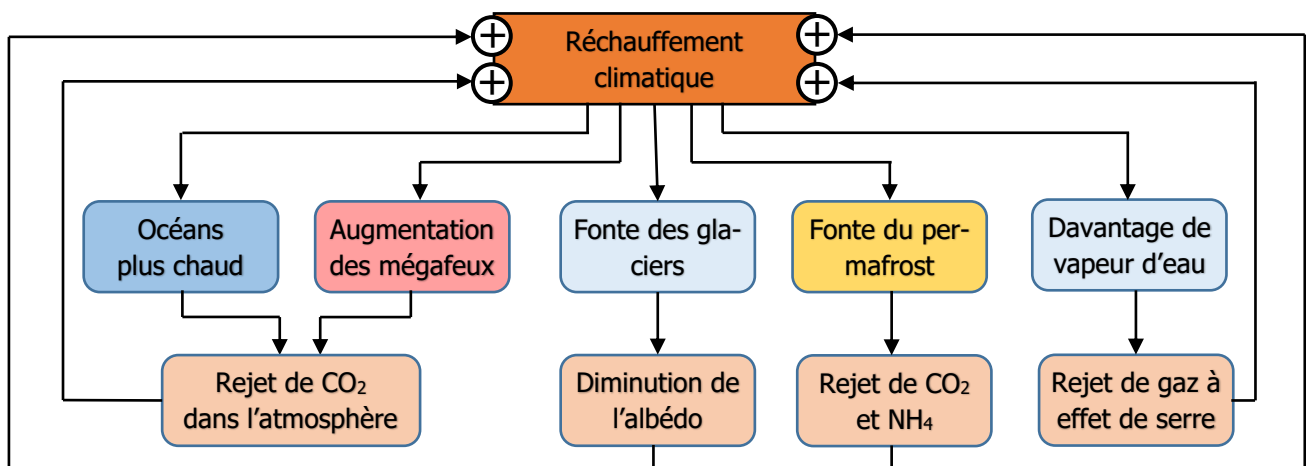 Réchauffement
climatique
Océans
plus chaud
Augmentation
des mégafeux
Fonte des gla-
ciers
Fonte du per-
mafrost
Davantage de
vapeur d’eau
Rejet de CO₂
dans l’atmosphère
Diminution de
l’albédo
Rejet de CO₂
et NH₄
Rejet de gaz à
effet de serre